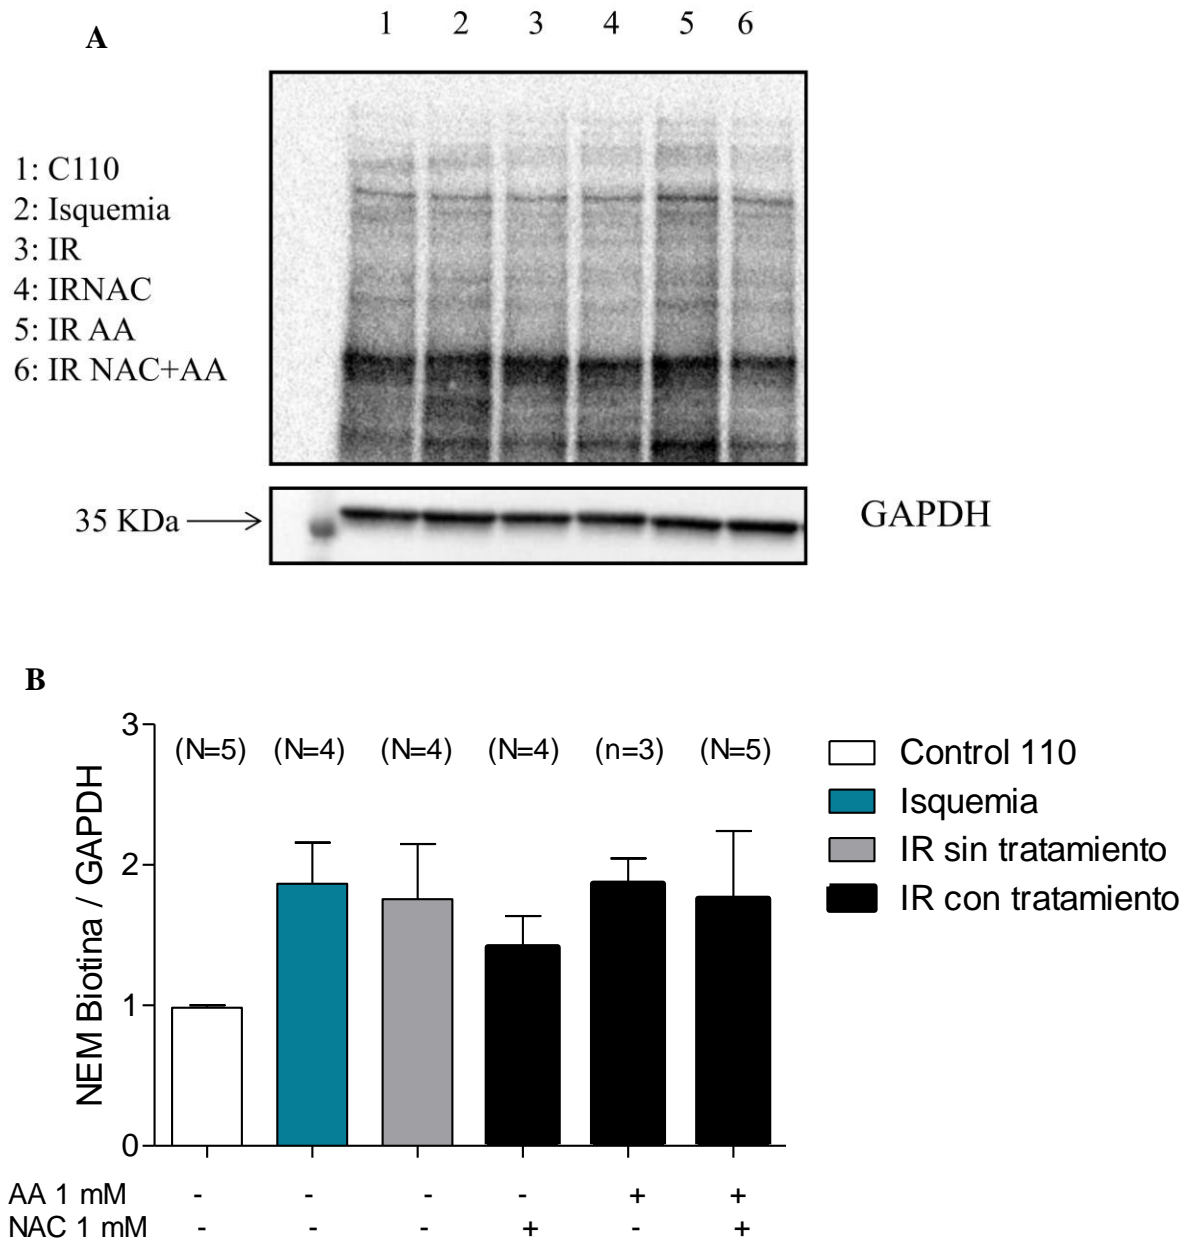 A
1 2 3 4 5 6
1: C110
2: Isquemia
3: IR
4: IRNAC
5: IR AA
6: IR NAC+AA
35 KDa
GAPDH
B
NEM Biotina / GAPDH
3
2
1
0
(N=5) (N=4) (N=4) (N=4) (n=3) (N=5)
Control 110
Isquemia
IR sin tratamiento
IR con tratamiento
AA 1 mM - - - - + +
NAC 1 mM - - - + - +